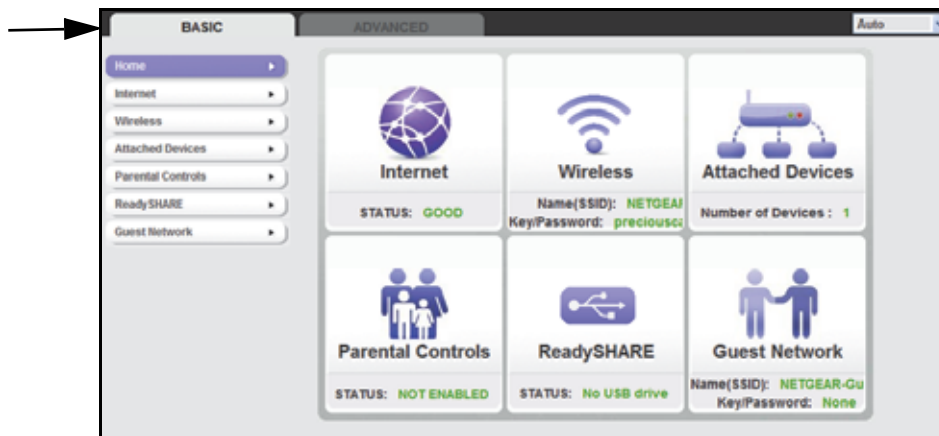 BASIC
ADVANCED
Auto
Home
Internet
Wireless
Attached Devices
Parental Controls
ReadySHARE
Guest Network
Internet
STATUS: GOOD
Wireless
Name(SSID): NETGEAR
Key/Password: preciousca
Attached Devices
Number of Devices : 1
Parental Controls
STATUS: NOT ENABLED
ReadySHARE
STATUS: No USB drive
Guest Network
Name(SSID): NETGEAR-Gu
Key/Password: None